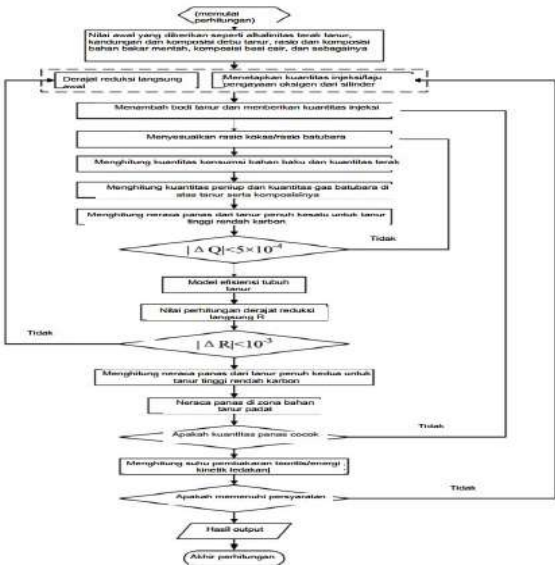 (memulai
perhitungan)
Nilai awal yang diberikan seperti alkalinitas terak tanur,
kandungan dan komposisi debu tanur, rasio dan komposisi
bahan bakar mentah, komposisi besi cair, dan sebagainya
Derajat reduksi langsung
awal
Menetapkan kuantitas injeksi/laju
pengayaan oksigen dari silinder
Menambah bodi tanur dan menberikan kuantitas injeksi
Menyesuaikan rasio kokas/rasio batubara
Menghitung kuantitas konsumsi bahan baku dan kuantitas terak
Menghitung kuantitas peniup dan kuantitas gas batubara di
atas tanur serta komposisinya
Menghitung neraca panas dari tanur penuh kesatu untuk tanur
tinggi rendah karbon
|Δ Q|<5×10⁻⁴
Tidak
Model efisiensi tubuh
tanur
Nilai perhitungan derajat reduksi
langsung R
Tidak
|Δ R|<10⁻³
Menghitung neraca panas dari tanur penuh kedua untuk
tanur tinggi rendah karbon
Neraca panas di zona bahan
tanur padat
Tidak
Apakah kuantitas panas cocok
Menghitung suhu pembakaran teoritis/energi
kinetik ledakan
Tidak
Apakah memenuhi persyaratan
Hasil output
Akhir perhitungan